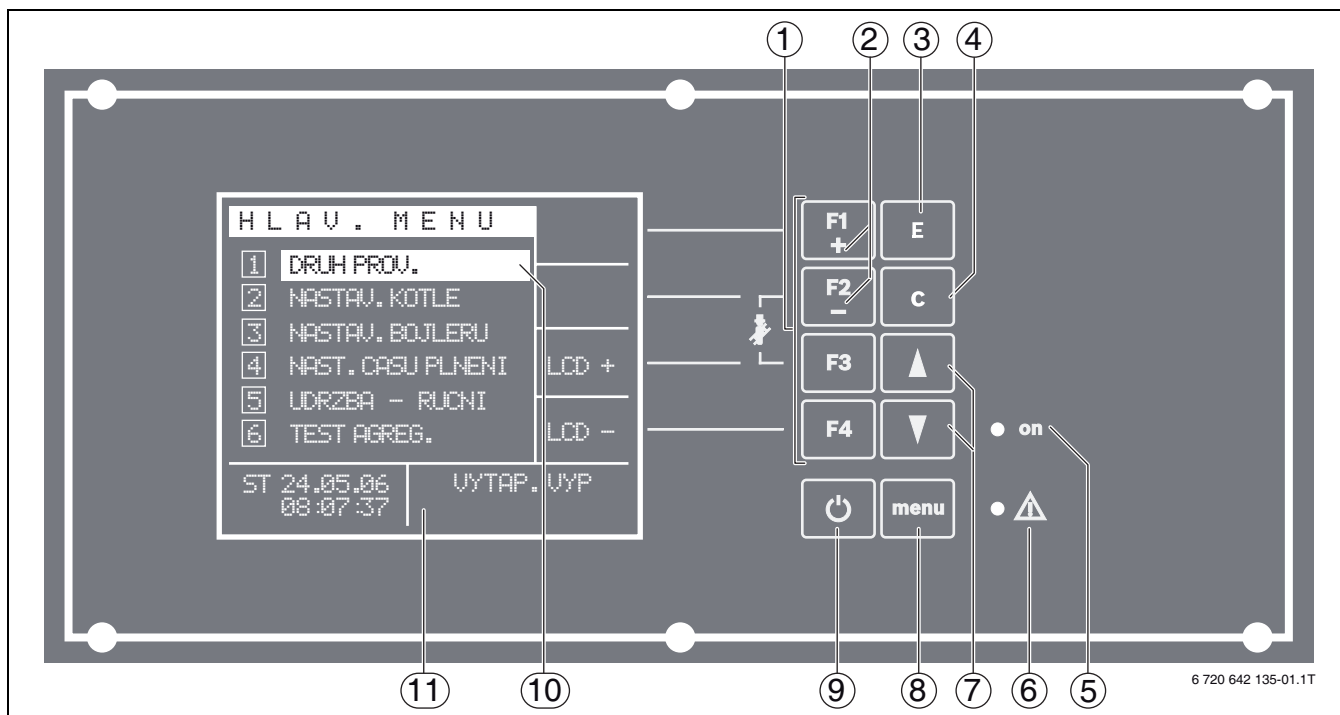 1 2 3 4
HLAV. MENU
1 DRUH PROV.
2 NASTAV. KOTLE
3 NASTAV. BOJLERU
4 NAST. CASU PLNENI LCD +
5 UDRZBA - RUCNI
6 TEST AGREG. LCD -
ST 24.05.06
08:07:37
VYTAP. VYP
F1
+
E
F2
-
C
F3
F4
on
menu
11 10 9 8 7 6 5
6 720 642 135-01.1T